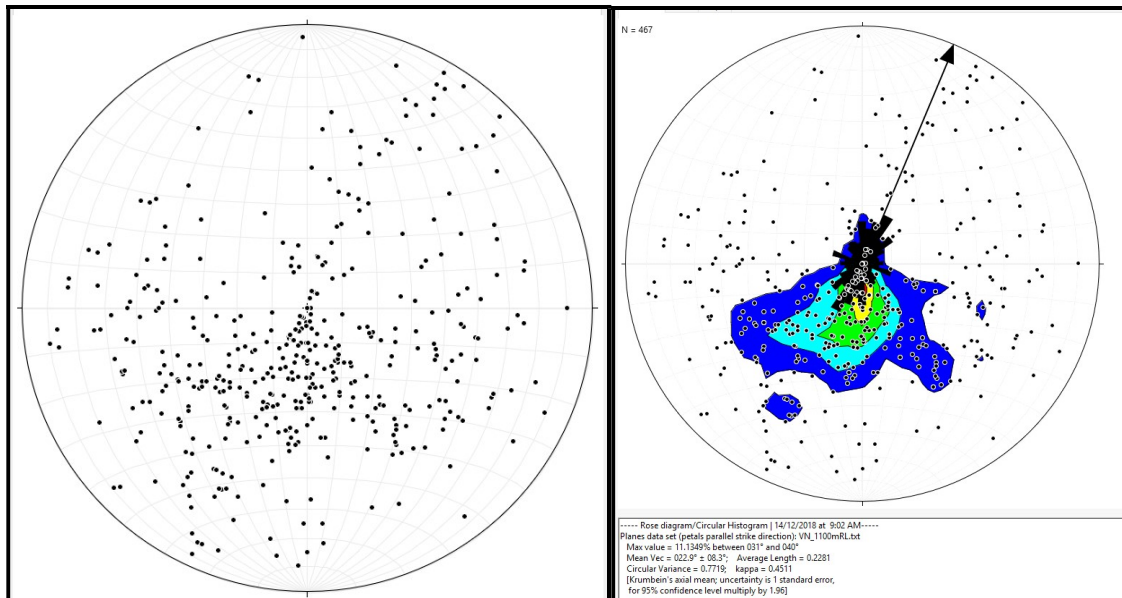 N = 467
----- Rose diagram/Circular Histogram | 14/12/2018 at 9:02 AM-----
Planes data set (petals parallel strike direction): VN_1100mRL.txt
Max value = 11.1349% between 031° and 040°
Mean Vec = 022.9° ± 08.3°; Average Length = 0.2281
Circular Variance = 0.7719; kappa = 0.4511
[Krumbein's axial mean; uncertainty is 1 standard error,
for 95% confidence level multiply by 1.96]